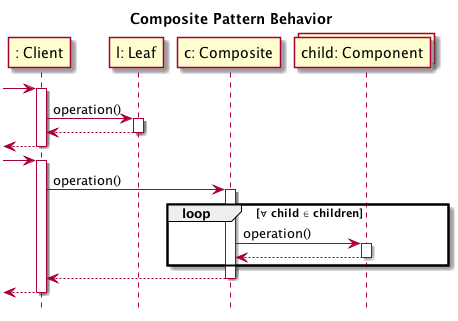 Composite Pattern Behavior
: Client
l: Leaf
c: Composite
child: Component
operation()
operation()
loop
[∀ child ∈ children]
operation()